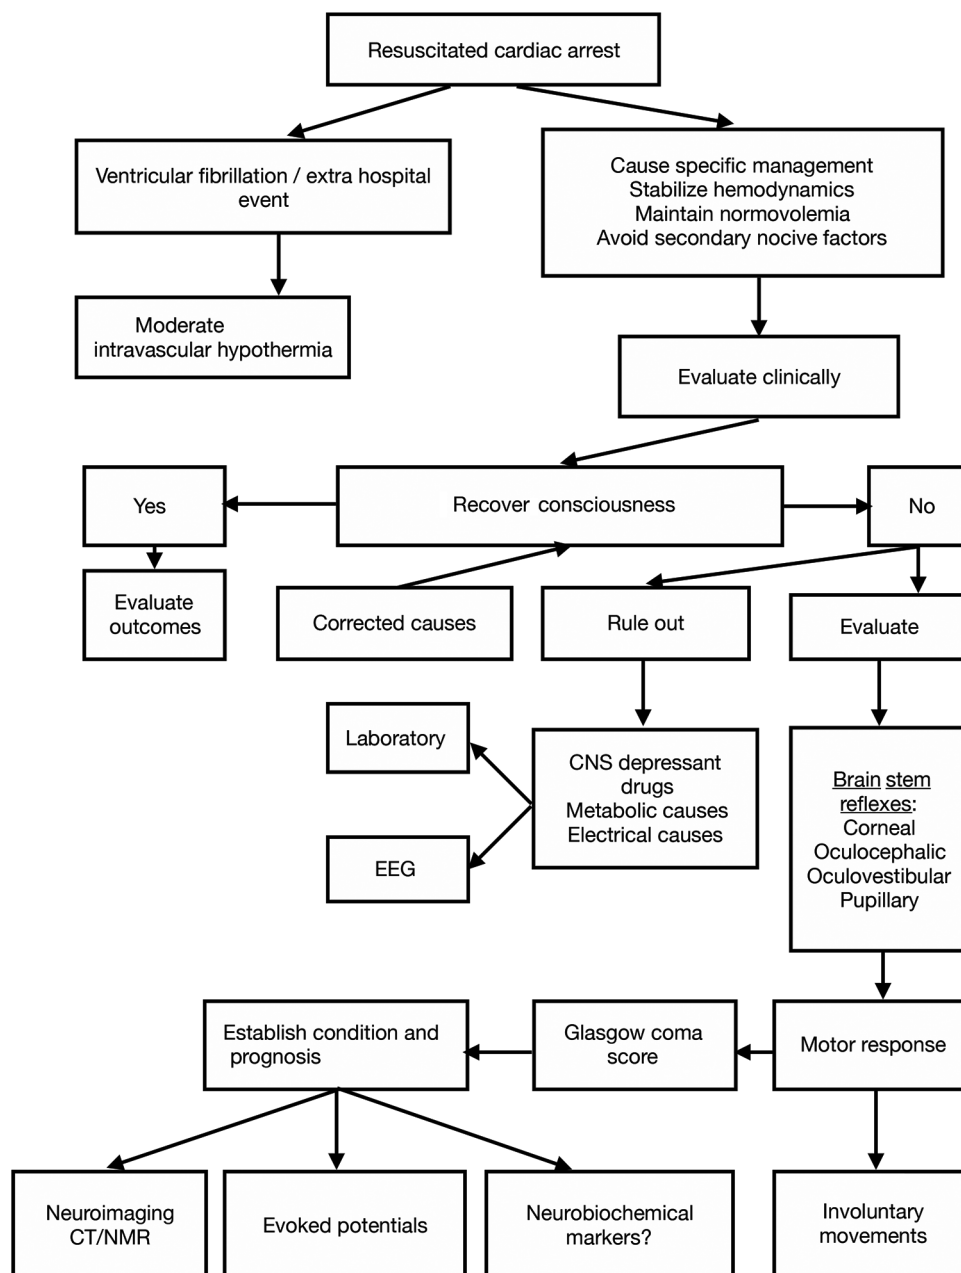 Resuscitated cardiac arrest
Ventricular fibrillation / extra hospital
event
Cause specific management
Stabilize hemodynamics
Maintain normovolemia
Avoid secondary nocive factors
Moderate
intravascular hypothermia
Evaluate clinically
Yes
Recover consciousness
No
Evaluate
outcomes
Corrected causes
Rule out
Evaluate
Laboratory
EEG
CNS depressant
drugs
Metabolic causes
Electrical causes
Brain stem
reflexes:
Corneal
Oculocephalic
Oculovestibular
Pupillary
Establish condition and
prognosis
Glasgow coma
score
Motor response
Neuroimaging
CT/NMR
Evoked potentials
Neurobiochemical
markers?
Involuntary
movements